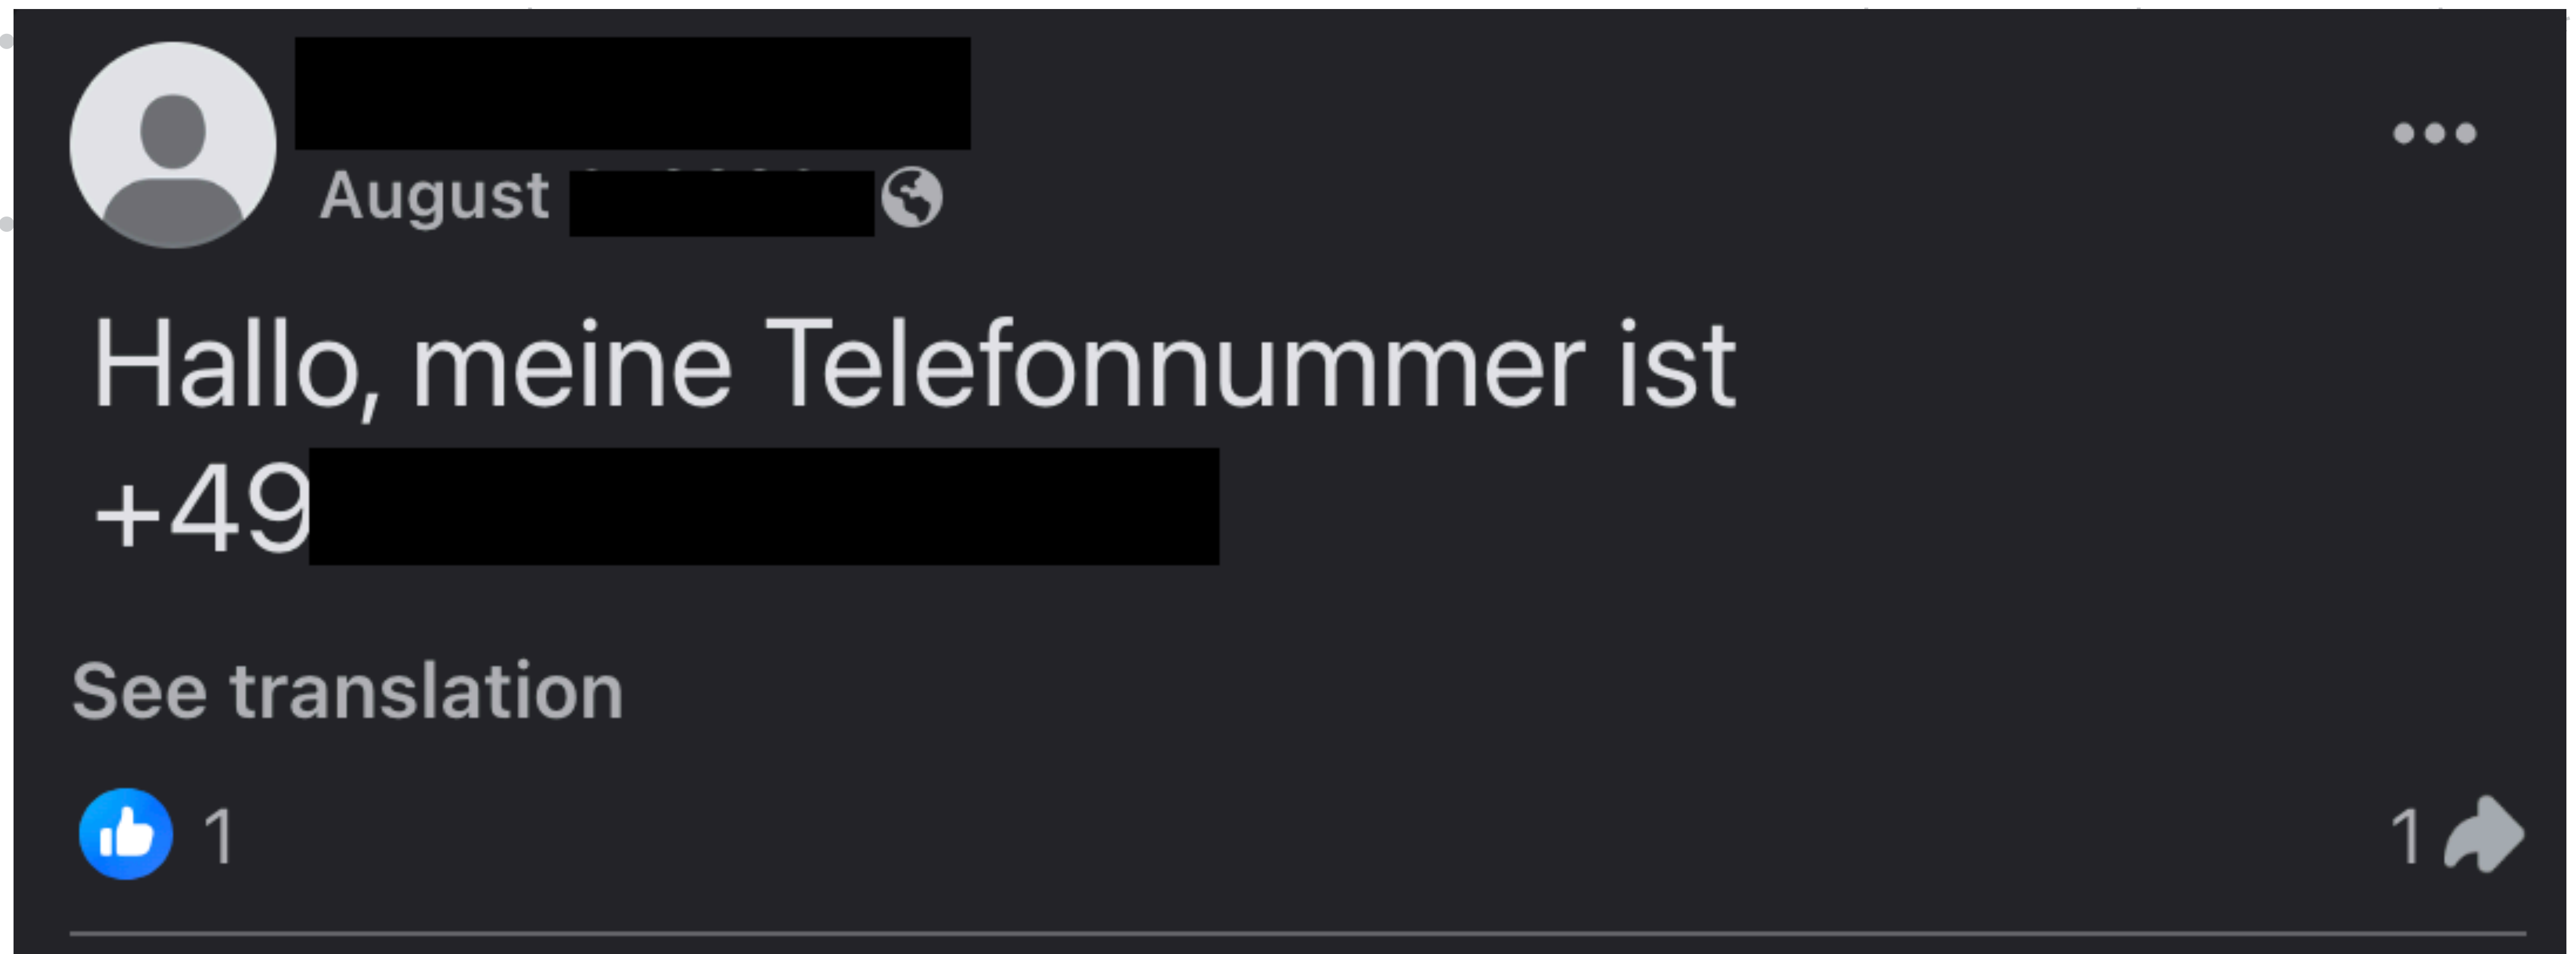 August
Hallo, meine Telefonnummer ist
+49
See translation
1
1